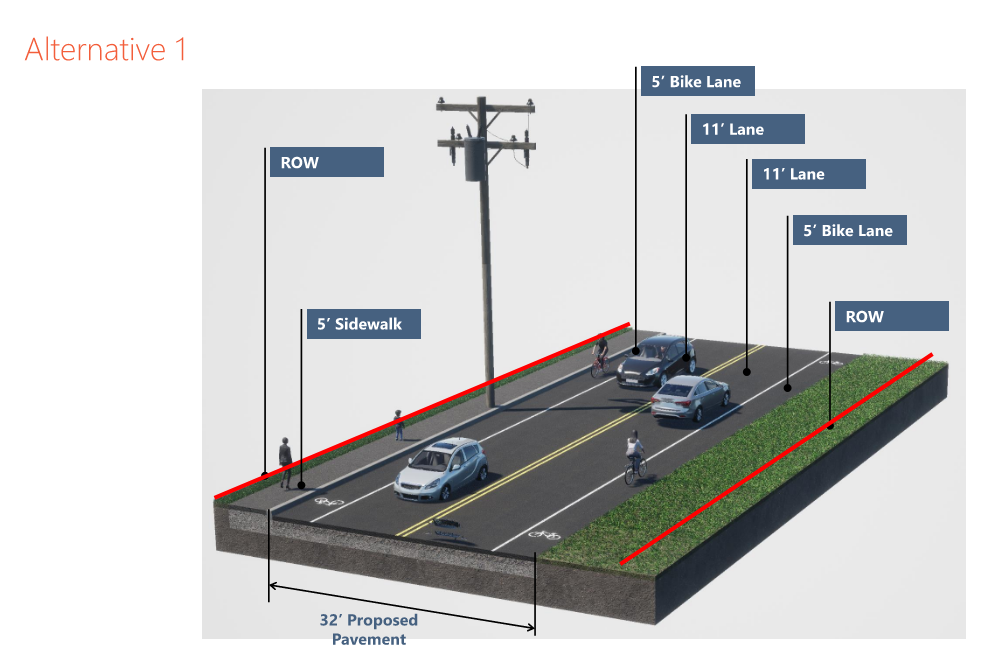 Alternative 1
5’ Bike Lane
11’ Lane
ROW
11’ Lane
5’ Bike Lane
5’ Sidewalk
ROW
32’ Proposed
Pavement